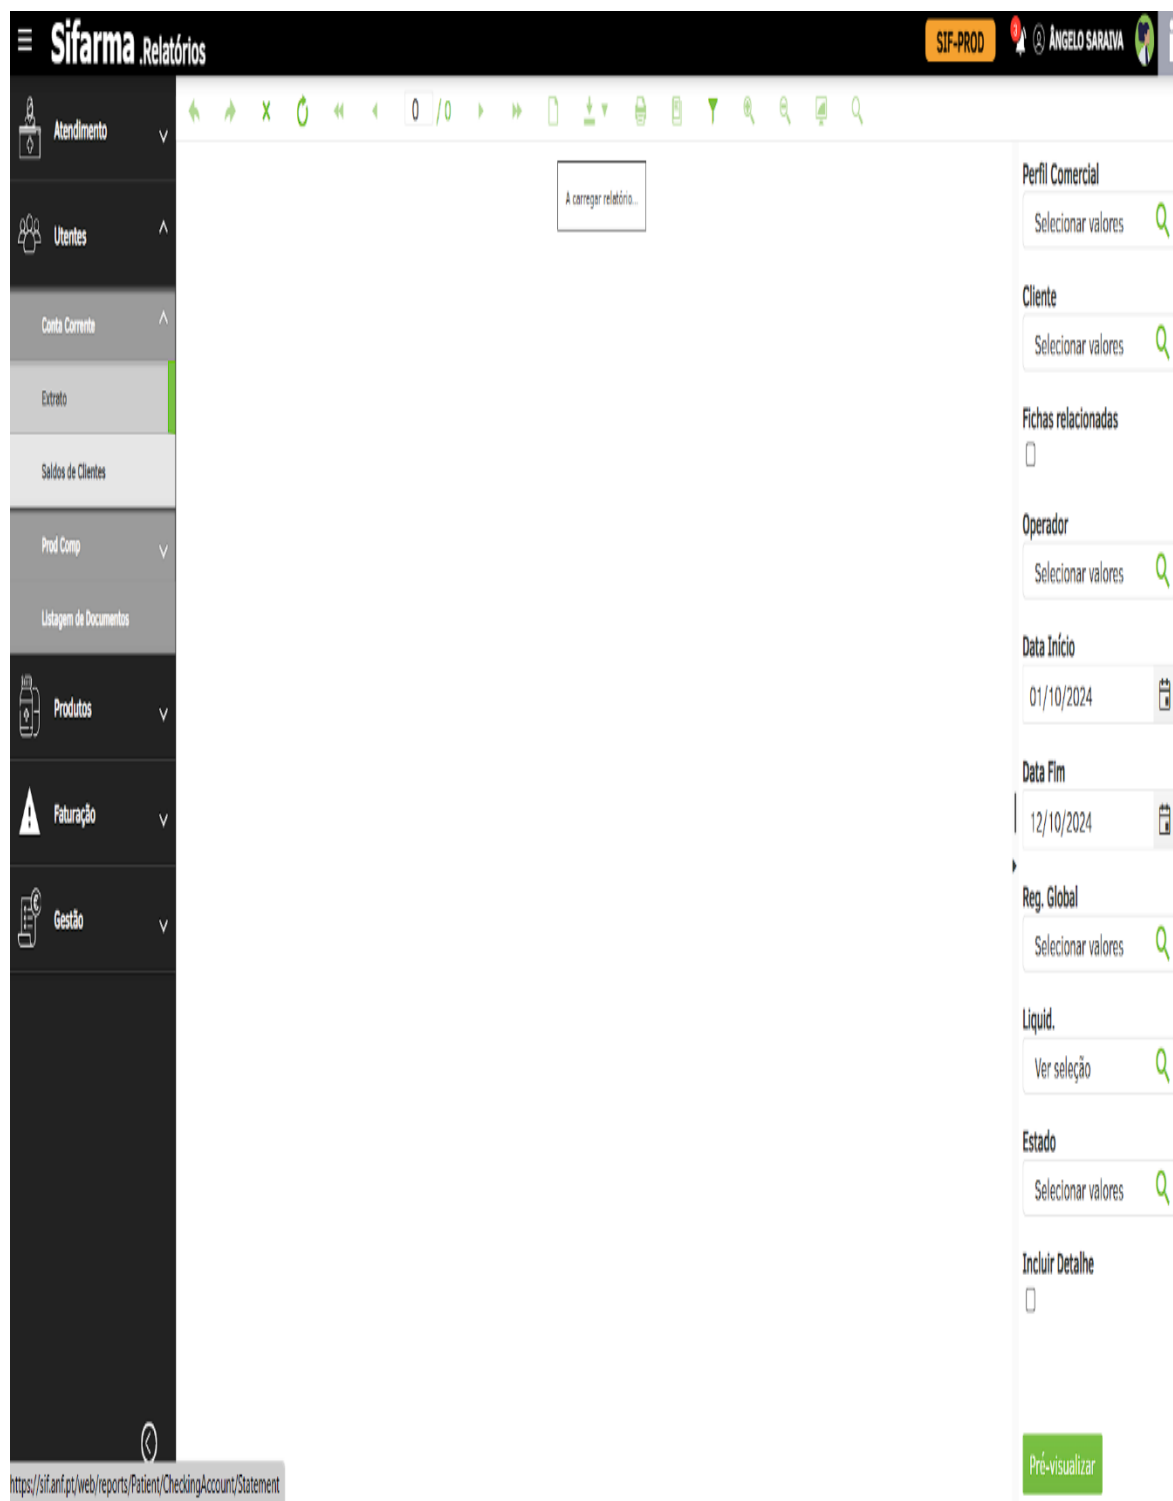 Sifarma .Relatórios
SIF-PROD
3
ÂNGELO SARAIVA
Atendimento
Utentes
Conta Corrente
Extrato
Saldos de Clientes
Prod Comp
Listagem de Documentos
Produtos
Faturação
Gestão
0 / 0
A carregar relatório...
Perfil Comercial
Selecionar valores
Cliente
Selecionar valores
Fichas relacionadas
Operador
Selecionar valores
Data Início
01/10/2024
Data Fim
12/10/2024
Reg. Global
Selecionar valores
Liquid.
Ver seleção
Estado
Selecionar valores
Incluir Detalhe
Pré-visualizar
https://sif.anf.pt/web/reports/Patient/CheckingAccount/Statement